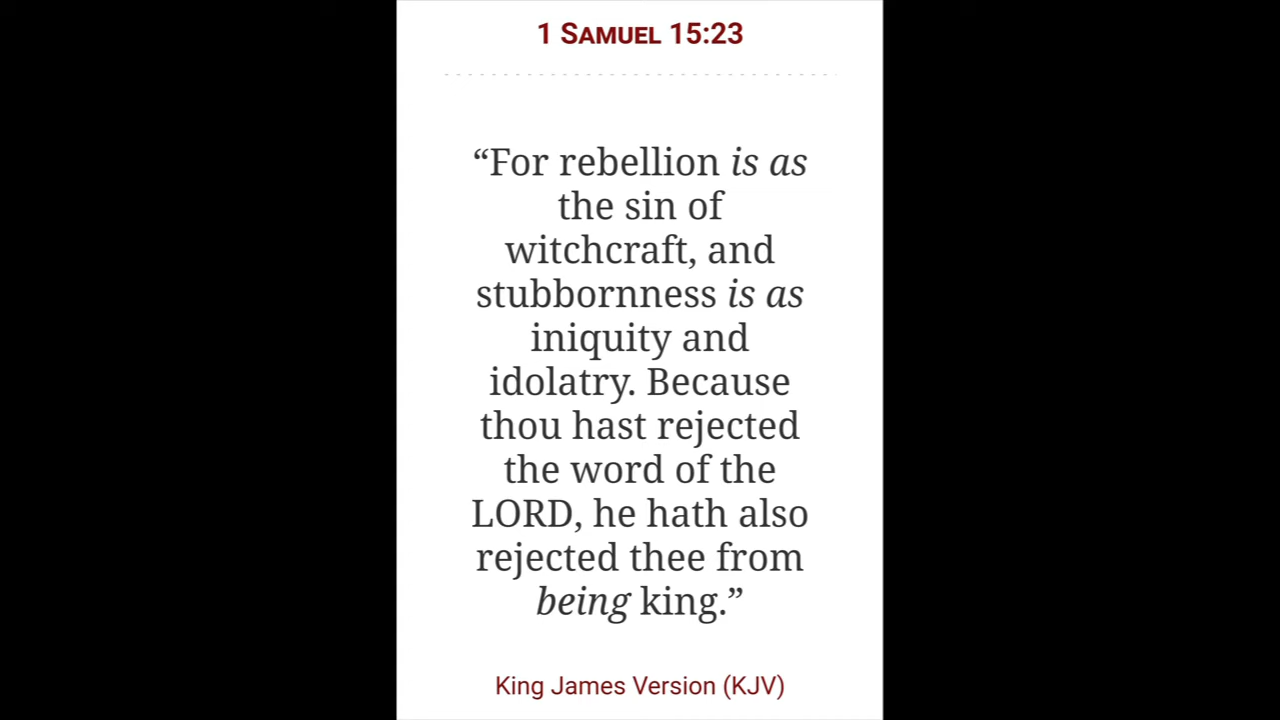 1 SAMUEL 15:23
“For rebellion is as
the sin of
witchcraft, and
stubbornness is as
iniquity and
idolatry. Because
thou hast rejected
the word of the
LORD, he hath also
rejected thee from
being king.”
King James Version (KJV)